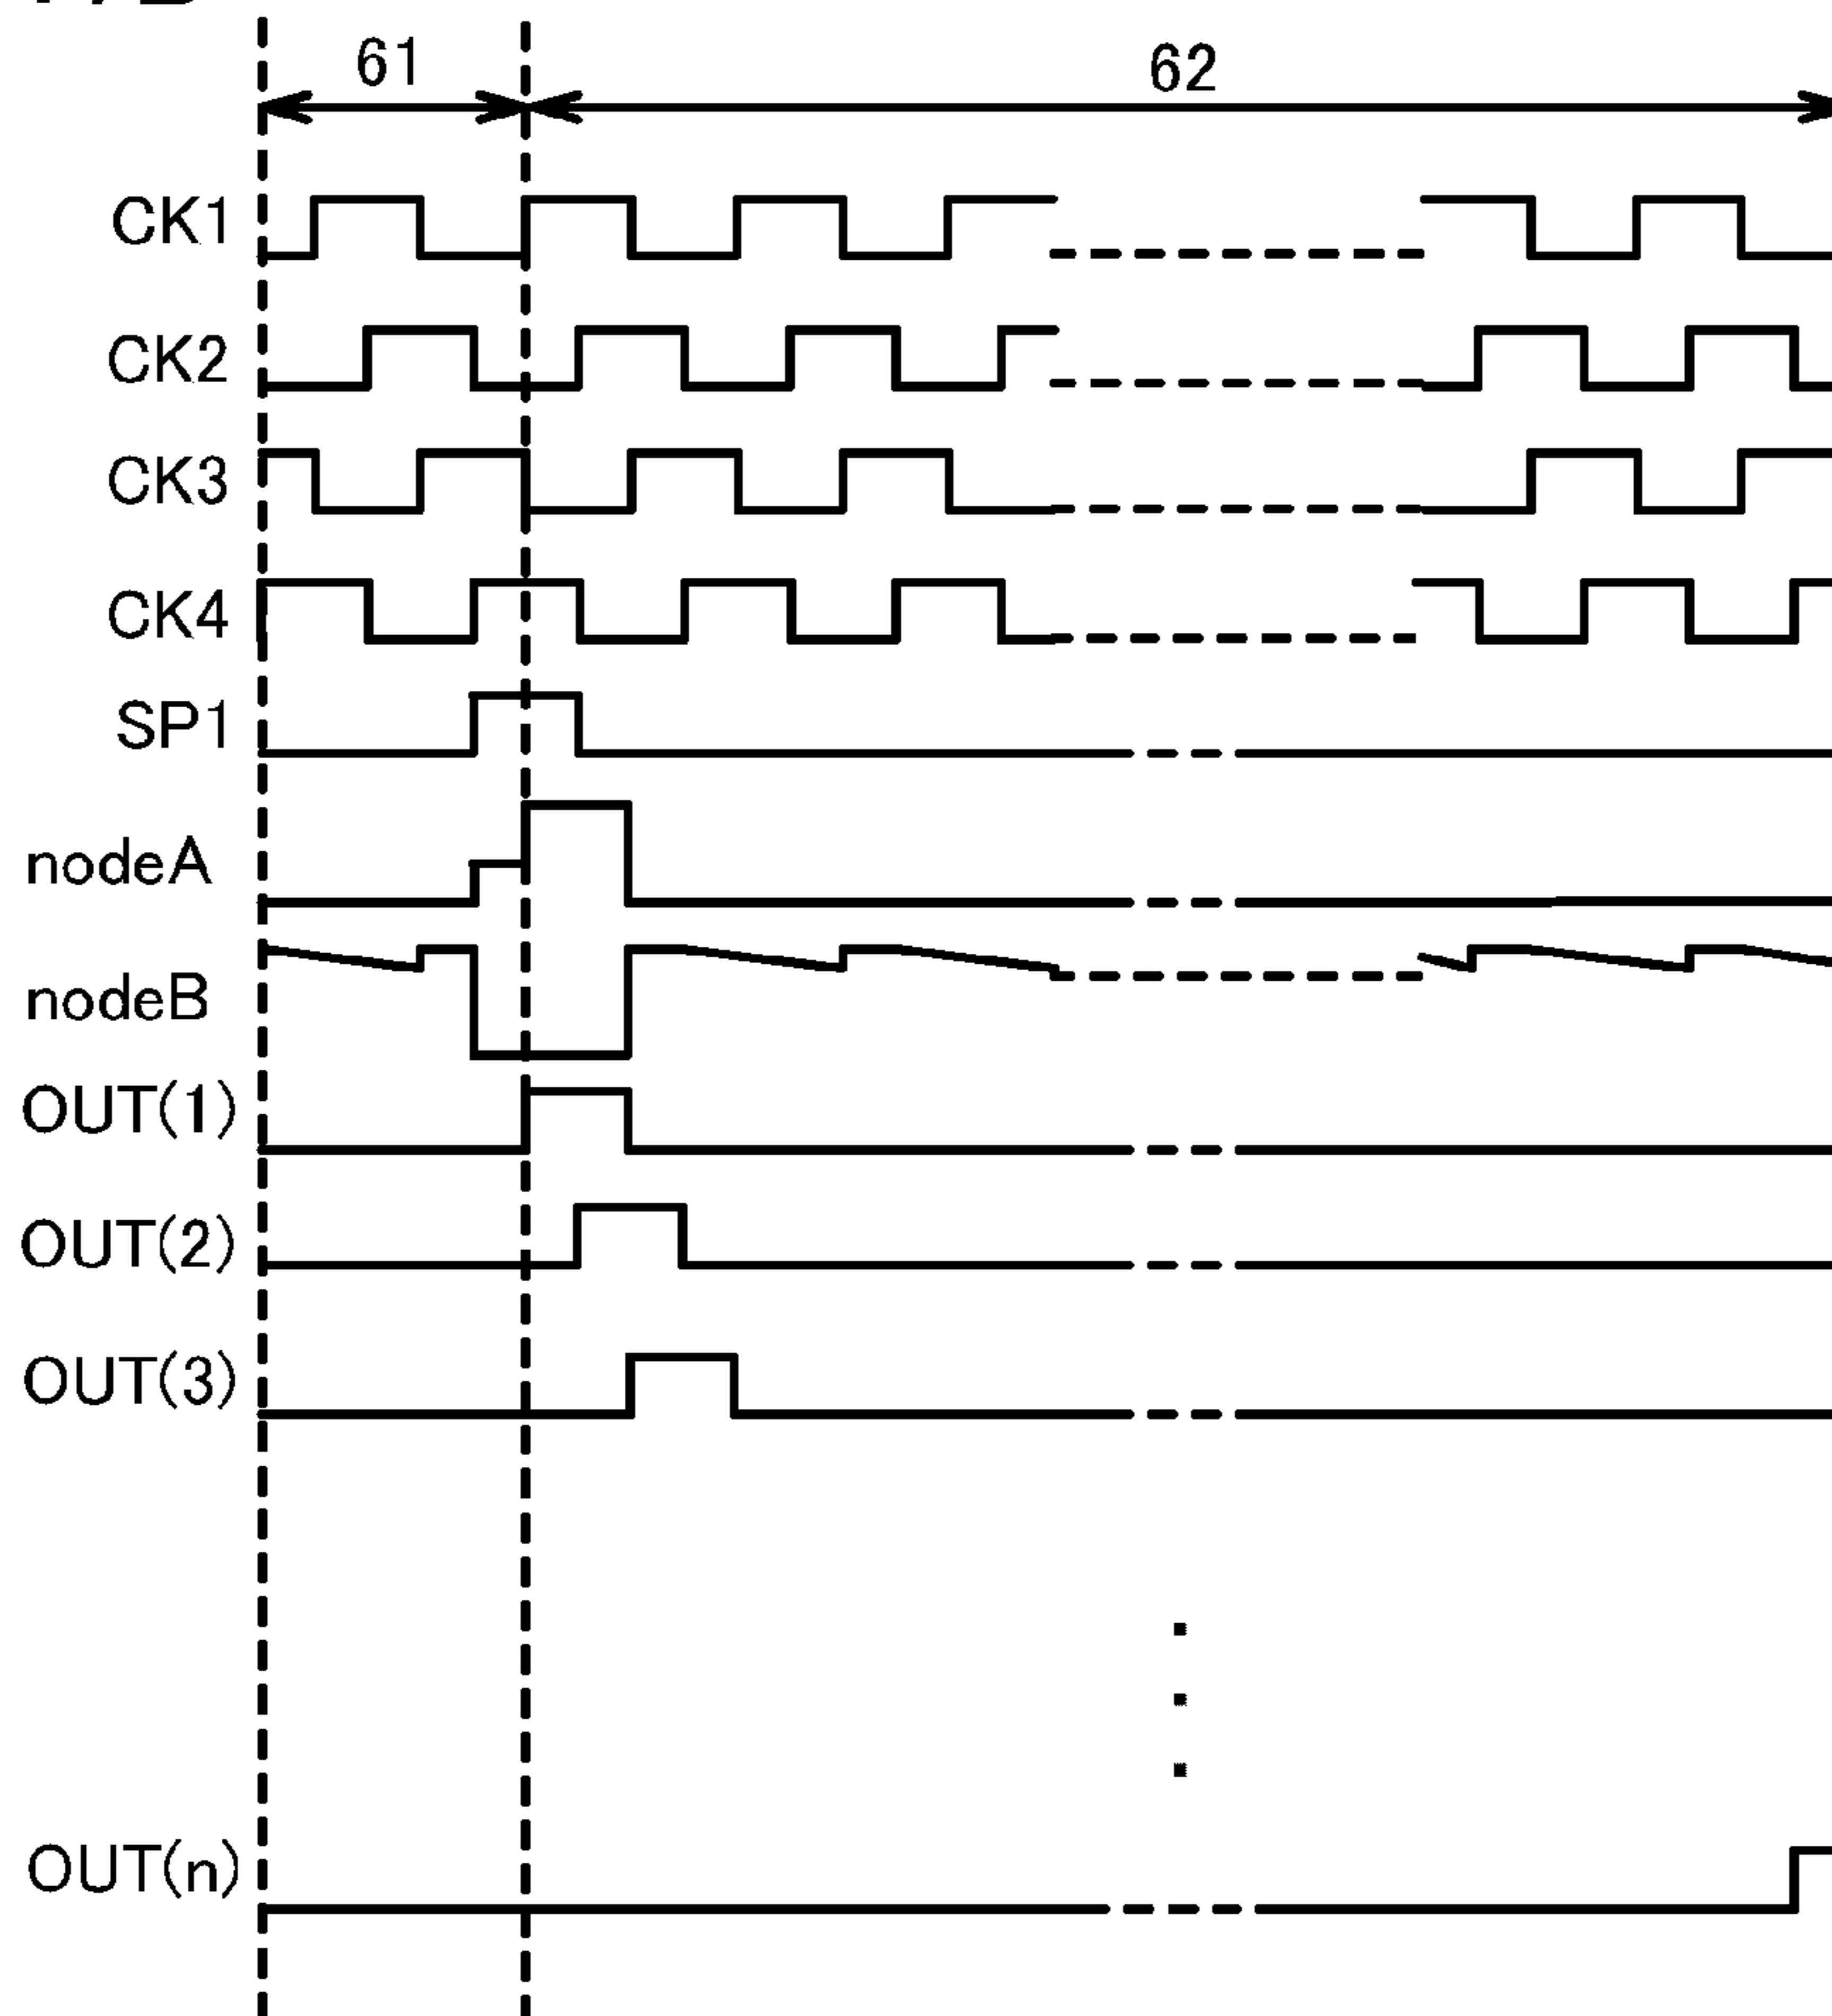 61
62
CK1
CK2
CK3
CK4
SP1
nodeA
nodeB
OUT(1)
OUT(2)
OUT(3)
OUT(n)